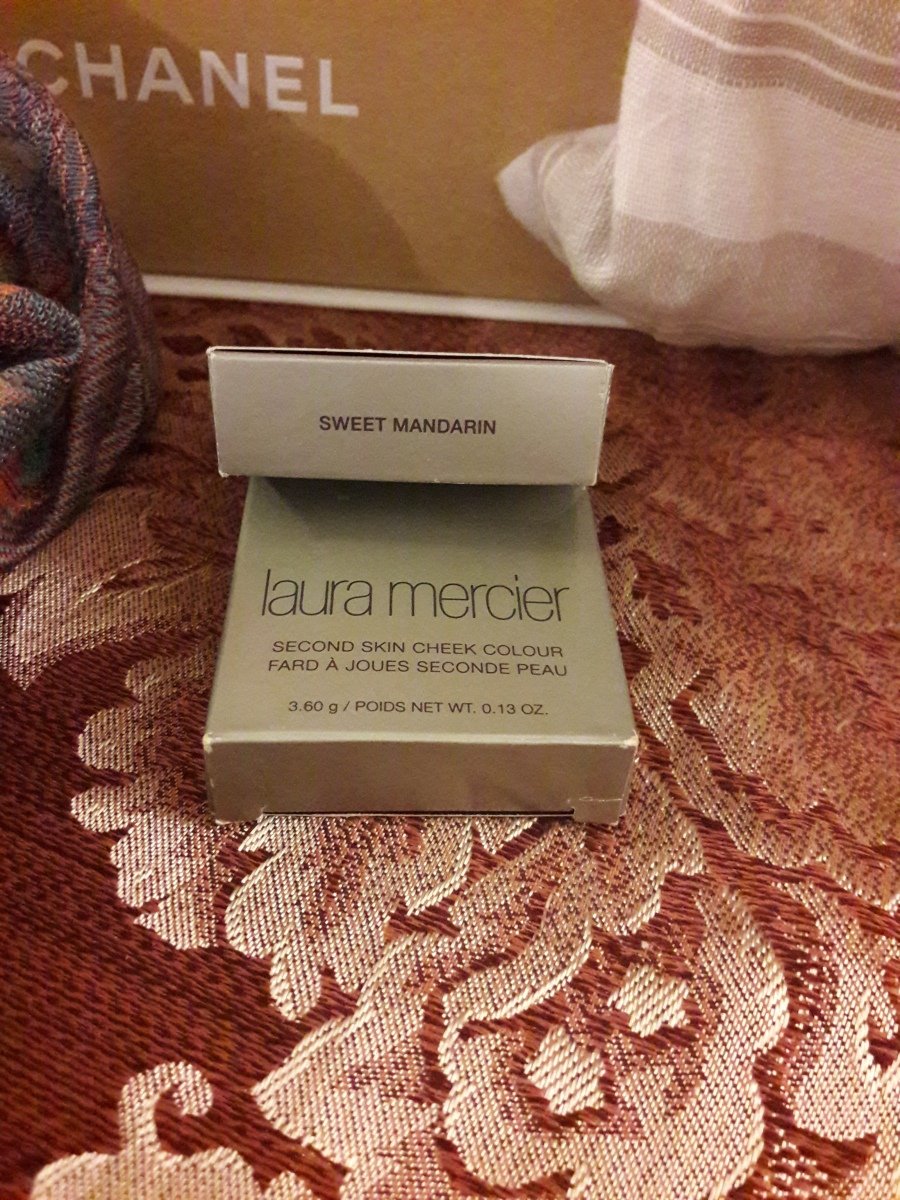 CHANEL
SWEET MANDARIN
laura mercier
SECOND SKIN CHEEK COLOUR
FARD À JOUES SECONDE PEAU
3.60 g / POIDS NET WT. 0.13 OZ.